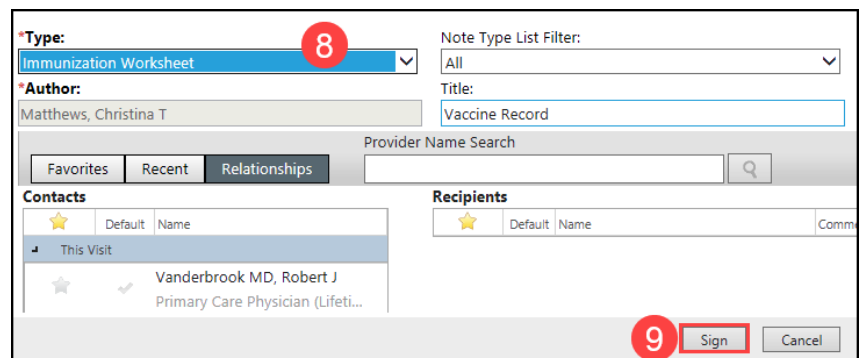 *Type:
8
Note Type List Filter:
Immunization Worksheet
All
*Author:
Title:
Matthews, Christina T
Vaccine Record
Provider Name Search
Favorites Recent Relationships
Contacts
Recipients
Default Name
Default Name Comme
This Visit
Vanderbrook MD, Robert J
Primary Care Physician (Lifeti...
9 Sign Cancel